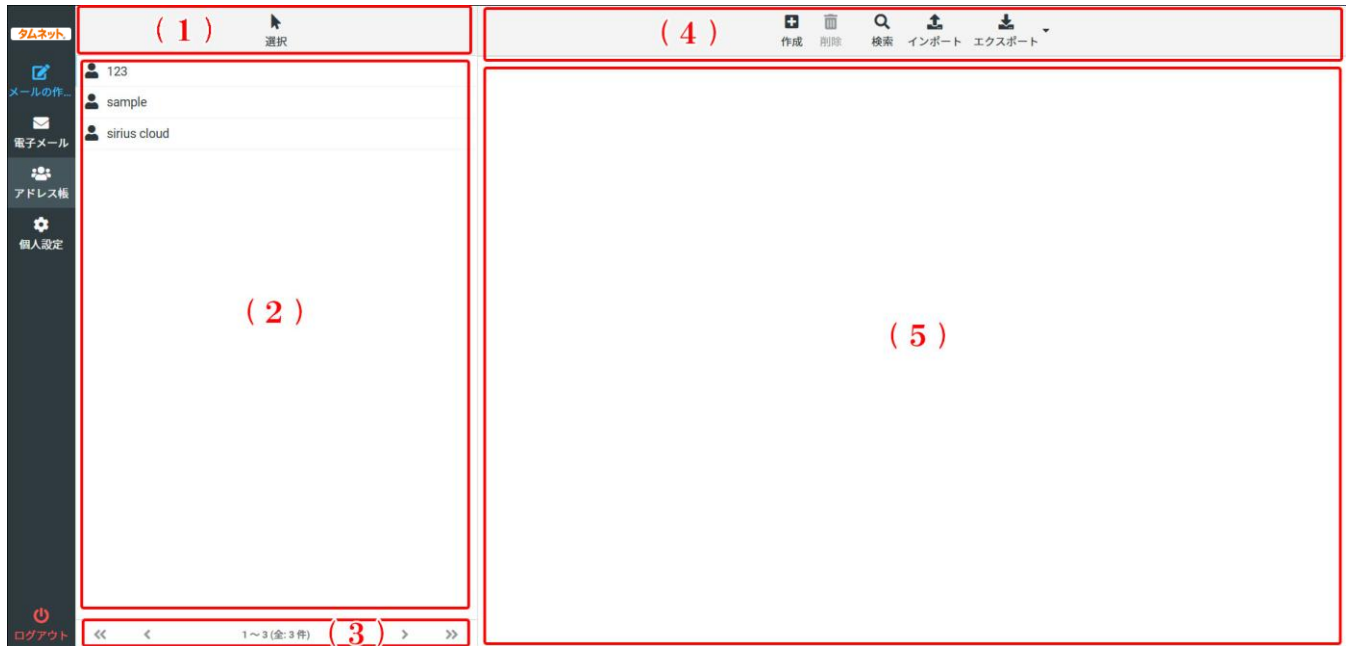 タムネット
メールの作...
電子メール
アドレス帳
個人設定
ログアウト
(1)
選択
123
sample
sirius cloud
(2)
1～3 (全: 3 件)
(3)
(4)
作成
削除
検索
インポート
エクスポート
(5)